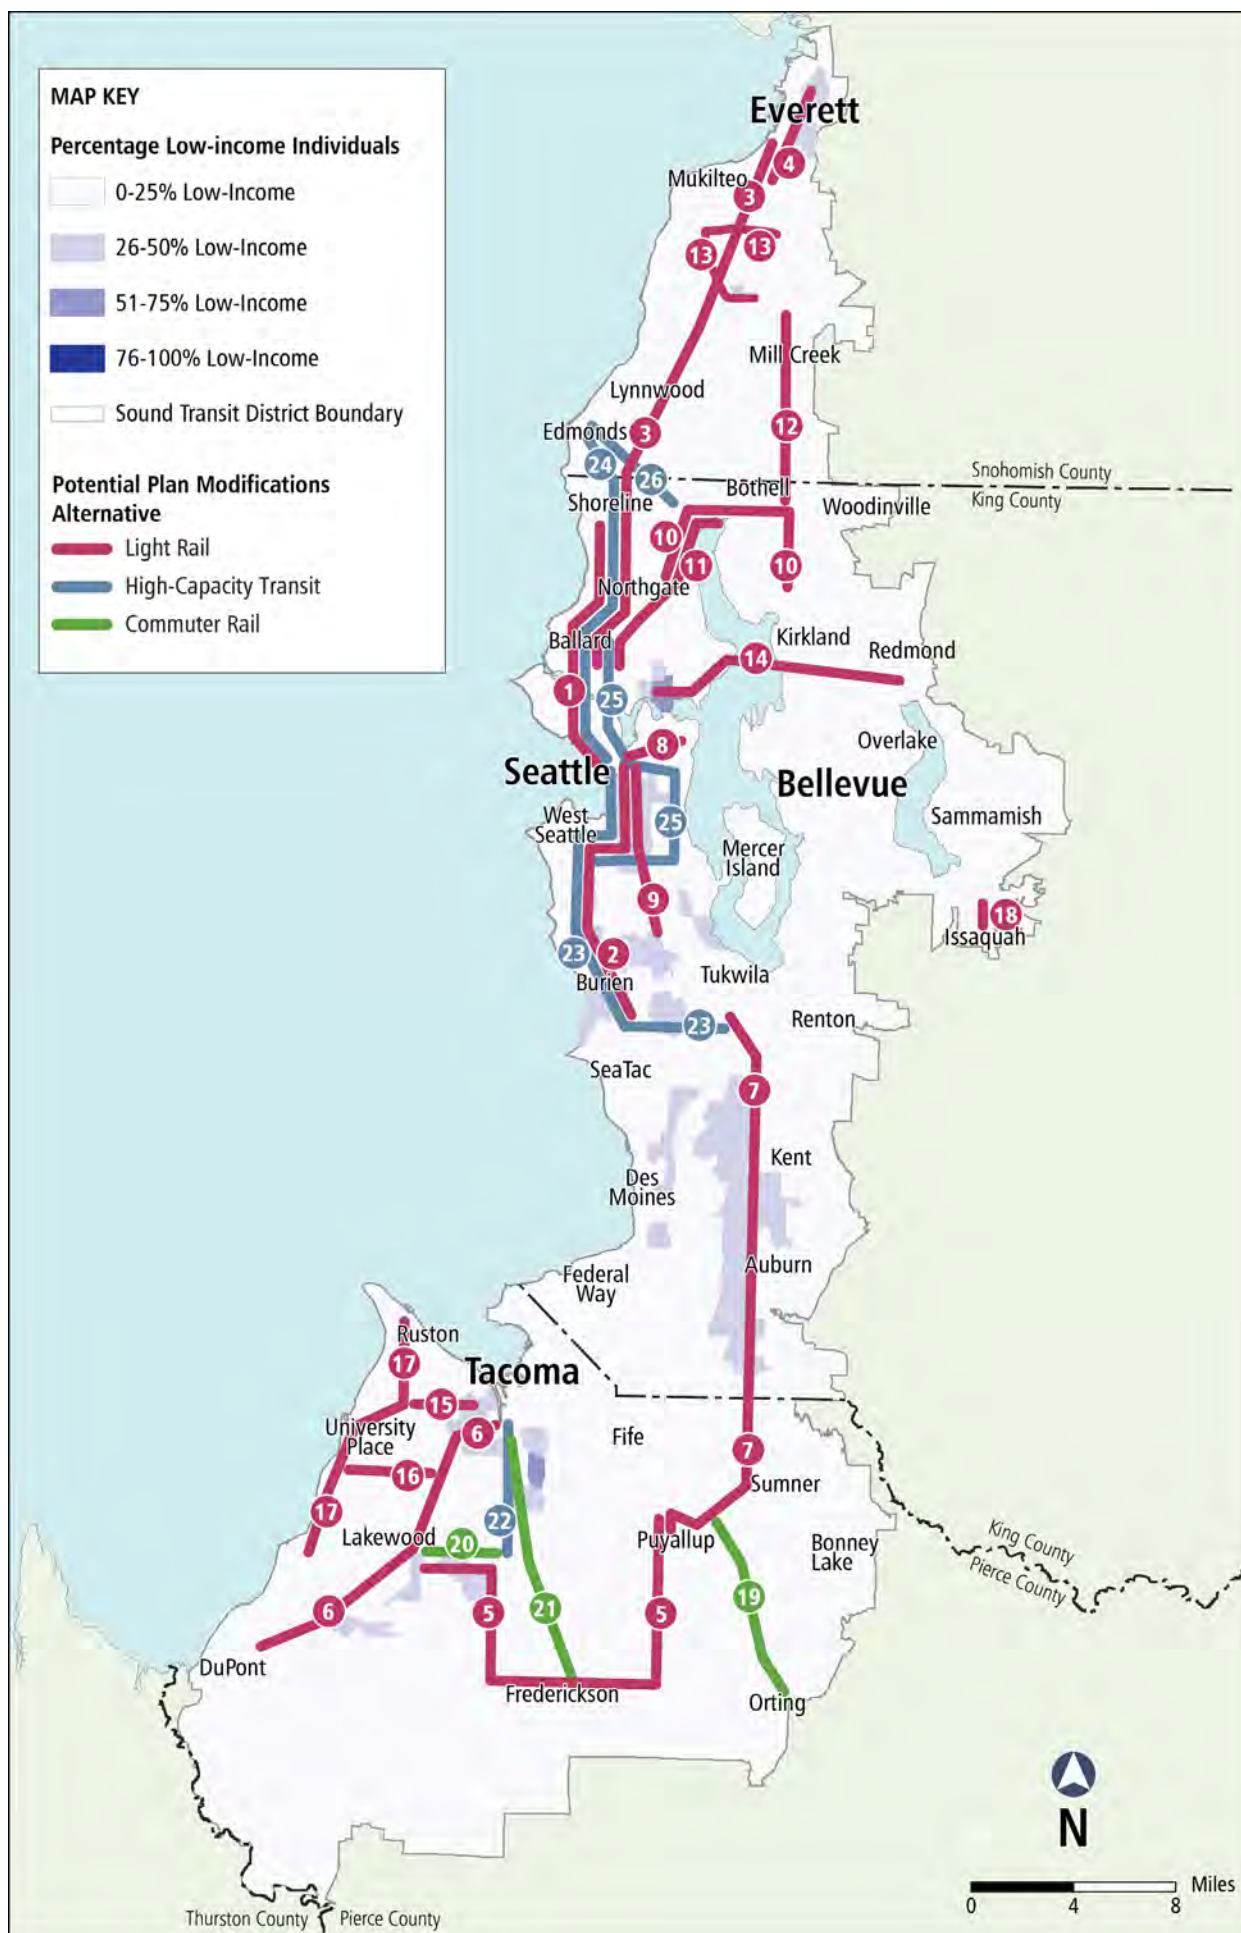 MAP KEY
Percentage Low-income Individuals
0-25% Low-Income
26-50% Low-Income
51-75% Low-Income
76-100% Low-Income
Sound Transit District Boundary
Potential Plan Modifications
Alternative
Light Rail
High-Capacity Transit
Commuter Rail
Everett
4
Mukilteo
3
13
13
Mill Creek
Lynnwood
12
Edmonds
3
24
26
Snohomish County
King County
Bothell
Shoreline
Woodinville
10
11
10
Northgate
Ballard
Kirkland
Redmond
14
1
25
8
Overlake
Seattle
Bellevue
West
Seattle
25
Sammamish
Mercer
Island
9
18
Issaquah
2
23
Burien
Tukwila
Renton
23
SeaTac
7
Kent
Des
Moines
Auburn
Federal
Way
Ruston
17
Tacoma
15
University
Place
6
Fife
7
16
Sumner
17
22
Lakewood
20
Puyallup
Bonney
Lake
King County
Pierce County
6
5
21
5
19
DuPont
Frederickson
Orting
N
Miles
0 4 8
Thurston County
Pierce County